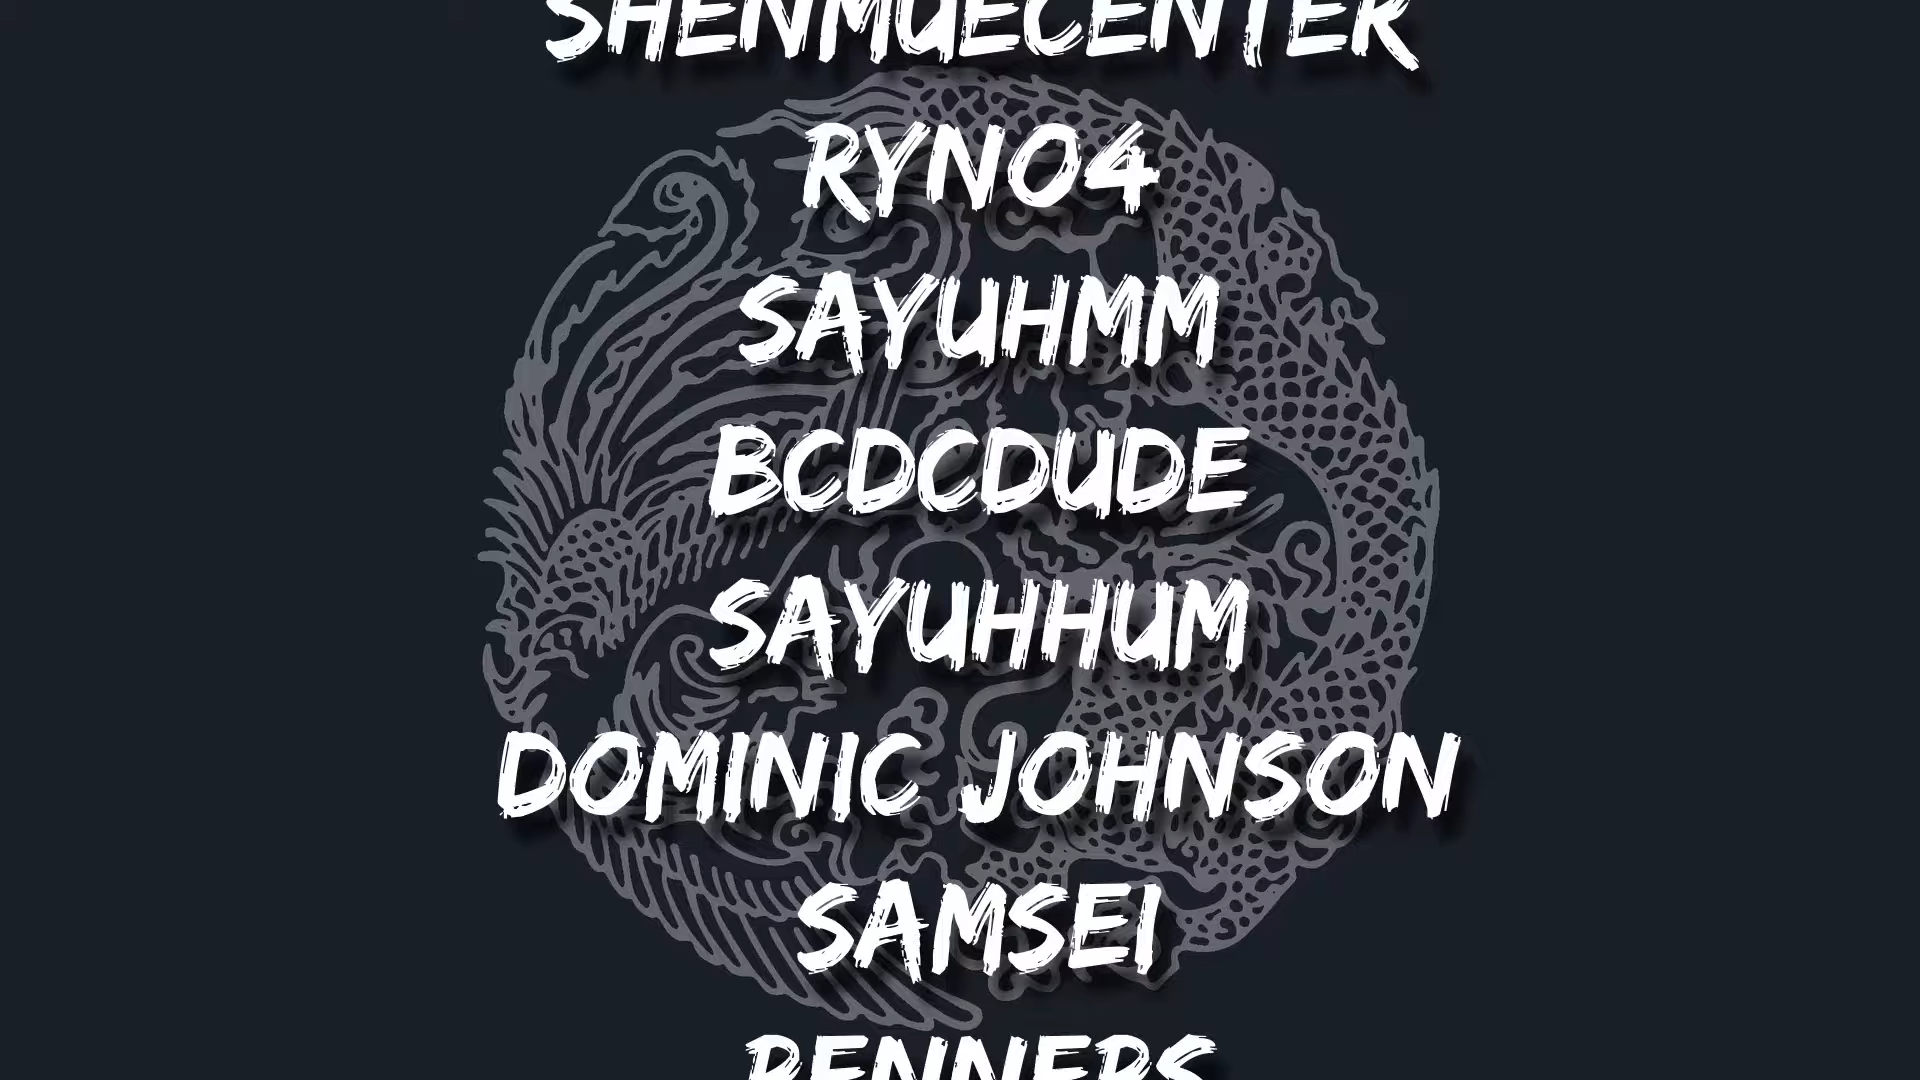 SHENMUECENTER
RYNO4
SAYUHMM
BCDCDUDE
SAYUHHUM
DOMINIC JOHNSON
SAMSEI